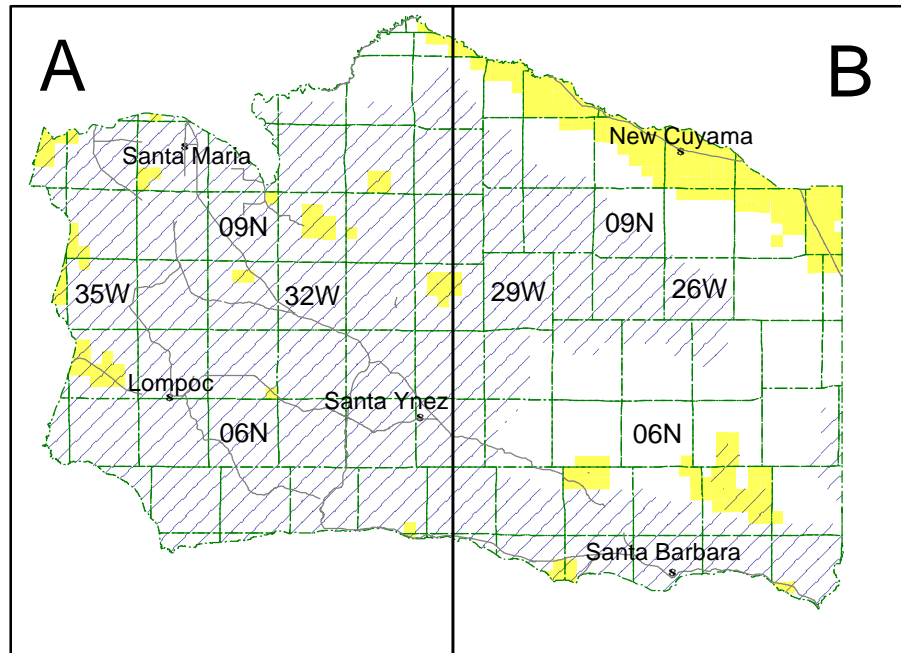 A
B
New Cuyama
Santa Maria
09N
09N
35W
32W
29W
26W
Lompoc
Santa Ynez
06N
06N
Santa Barbara